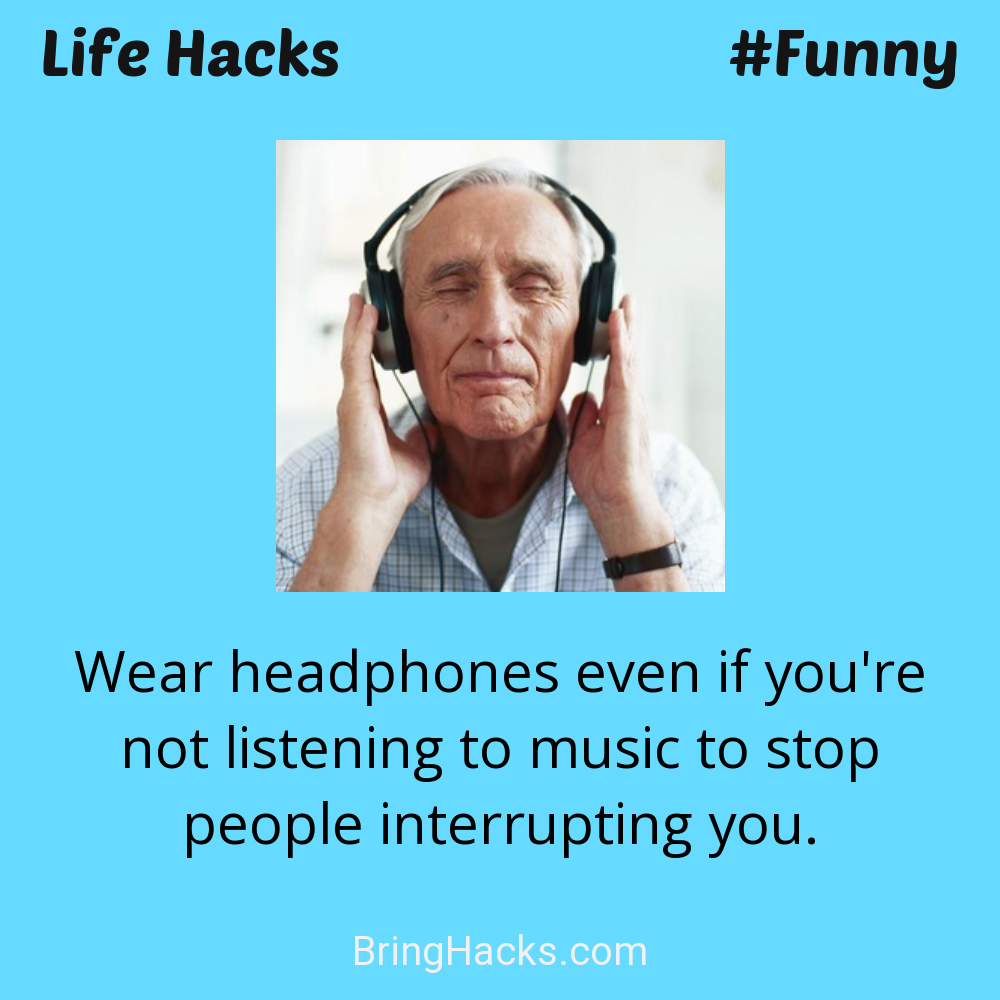 Life Hacks
#Funny
Wear headphones even if you're
not listening to music to stop
people interrupting you.
BringHacks.com